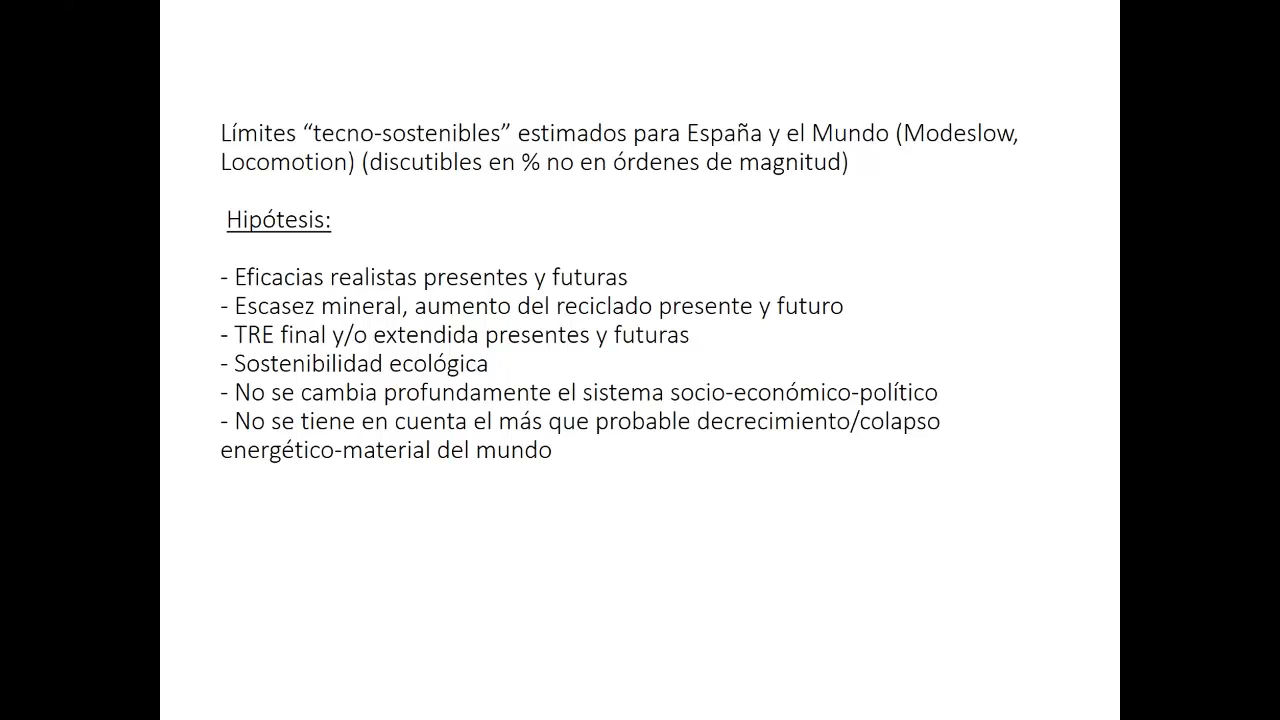 Límites “tecno-sostenibles” estimados para España y el Mundo (Modeslow,
Locomotion) (discutibles en % no en órdenes de magnitud)
Hipótesis:
- Eficacias realistas presentes y futuras
- Escasez mineral, aumento del reciclado presente y futuro
- TRE final y/o extendida presentes y futuras
- Sostenibilidad ecológica
- No se cambia profundamente el sistema socio-económico-político
- No se tiene en cuenta el más que probable decrecimiento/colapso
energético-material del mundo